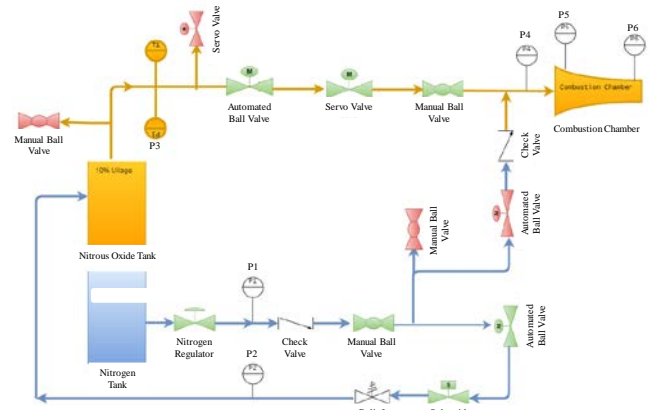 Servo Valve
P4
P5
P6
M
M
Combustion Chamber
Automated
Ball Valve
Servo Valve
Manual Ball
Valve
Combustion Chamber
Manual Ball
Valve
P3
Check
Valve
10% Ullage
Nitrous Oxide Tank
Manual Ball
Valve
Automated
Ball Valve
P1
Nitrogen
Regulator
Check
Valve
Manual Ball
Valve
Automated
Ball Valve
Nitrogen
Tank
P2